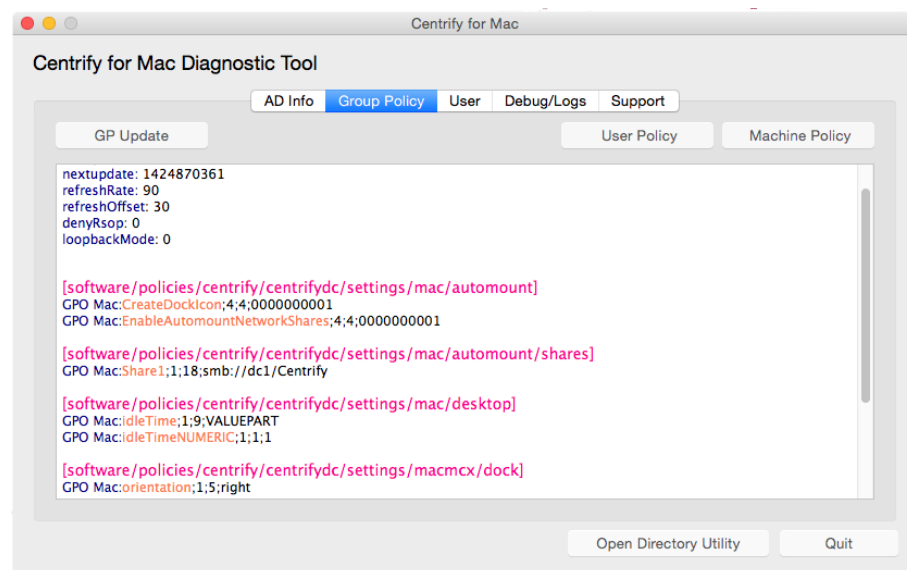 Centrify for Mac
Centrify for Mac Diagnostic Tool
AD Info Group Policy User Debug/Logs Support
GP Update User Policy Machine Policy
nextupdate: 1424870361
refreshRate: 90
refreshOffset: 30
denyRsop: 0
loopbackMode: 0
[software/policies/centrify/centrifydc/settings/mac/automount]
GPO Mac:CreateDockIcon;4;4;0000000001
GPO Mac:EnableAutomountNetworkShares;4;4;0000000001
[software/policies/centrify/centrifydc/settings/mac/automount/shares]
GPO Mac:Share1;1;18;smb://dc1/Centrify
[software/policies/centrify/centrifydc/settings/mac/desktop]
GPO Mac:idleTime;1;9;VALUEPART
GPO Mac:idleTimeNUMERIC;1;1;1
[software/policies/centrify/centrifydc/settings/macmcx/dock]
GPO Mac:orientation;1;5;right
Open Directory Utility Quit